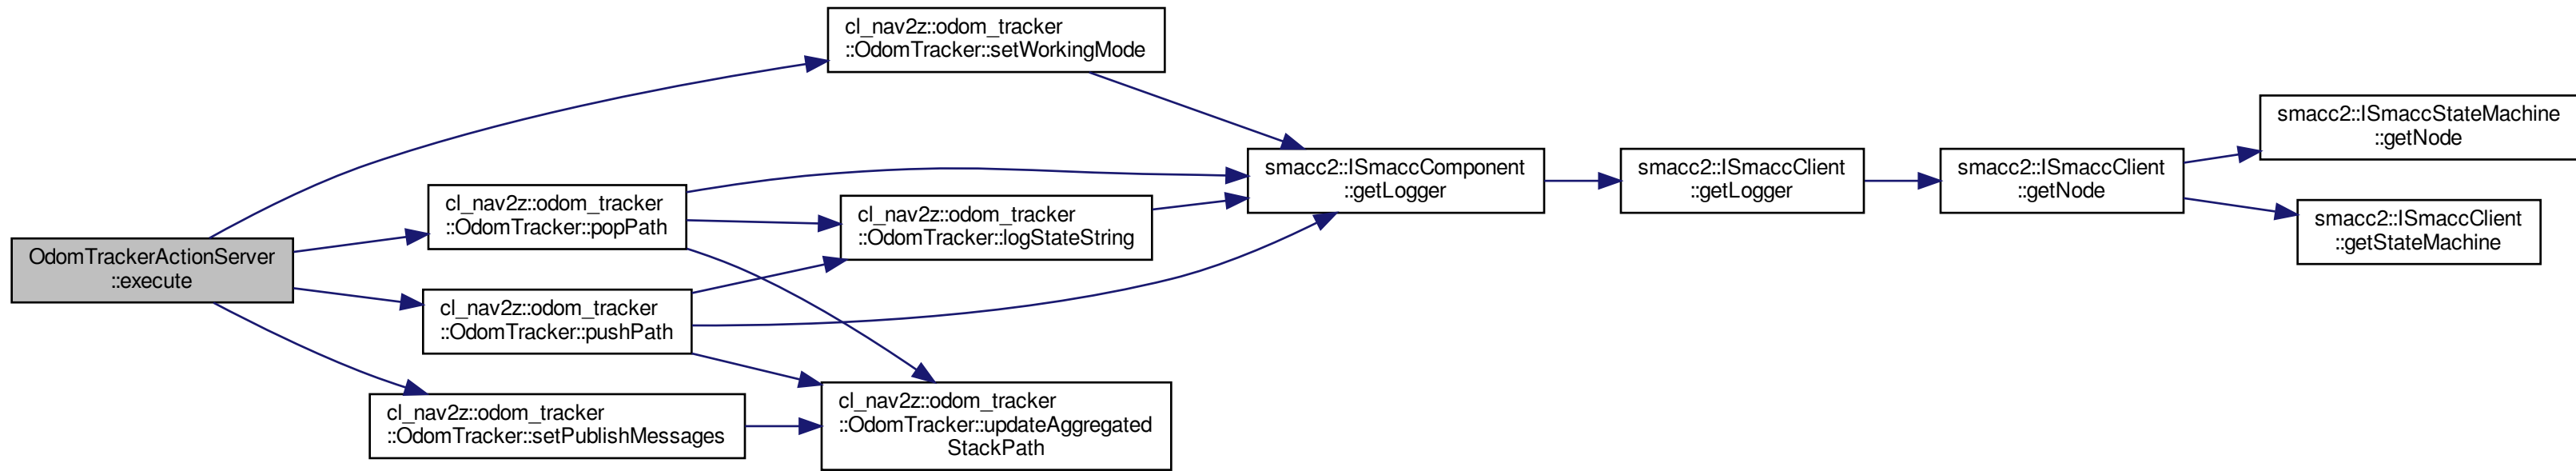 cl_nav2z::odom_tracker
::OdomTracker::setWorkingMode
smacc2::ISmaccStateMachine
::getNode
smacc2::ISmaccComponent
::getLogger
smacc2::ISmaccClient
::getLogger
smacc2::ISmaccClient
::getNode
cl_nav2z::odom_tracker
::OdomTracker::popPath
cl_nav2z::odom_tracker
::OdomTracker::logStateString
smacc2::ISmaccClient
::getStateMachine
OdomTrackerActionServer
::execute
cl_nav2z::odom_tracker
::OdomTracker::pushPath
cl_nav2z::odom_tracker
::OdomTracker::setPublishMessages
cl_nav2z::odom_tracker
::OdomTracker::updateAggregated
StackPath